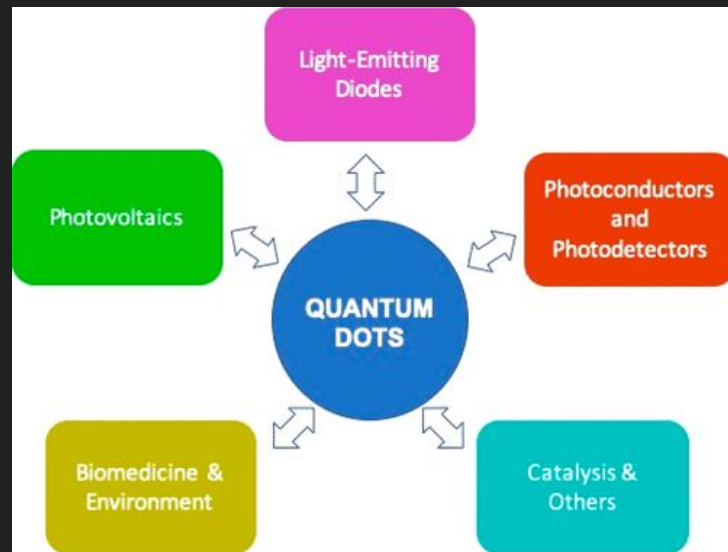 Light-Emitting
Diodes
Photovoltaics
Photoconductors
and
Photodetectors
QUANTUM
DOTS
Biomedicine &
Environment
Catalysis &
Others